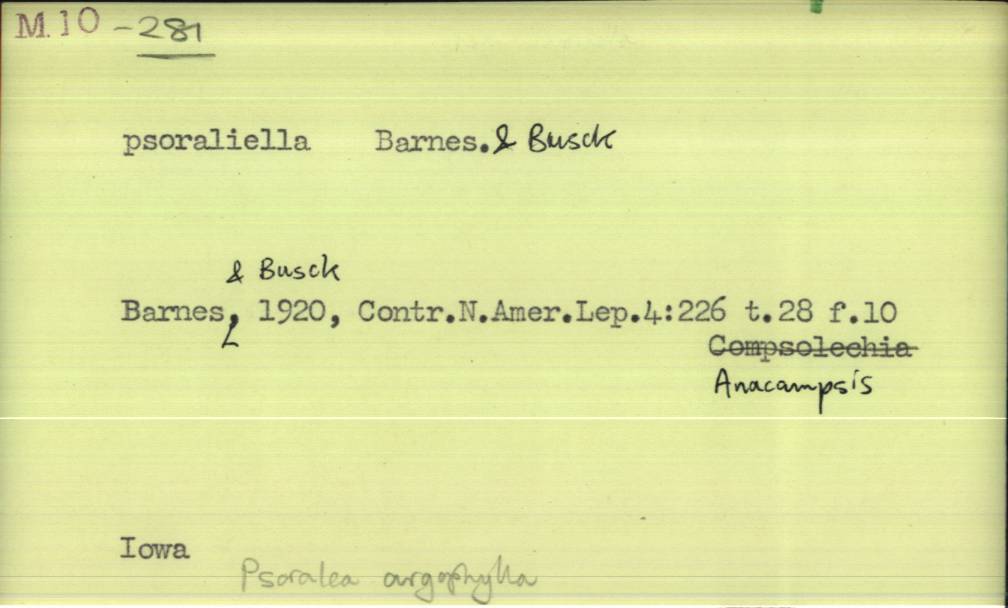 M.10 - 281
psoraliella Barnes. & Busck
& Busck
Barnes, 1920, Contr.N.Amer.Lep.4:226 t.28 f.10
Compsolechia
Anacampsis
Iowa
Psoralea argophylla